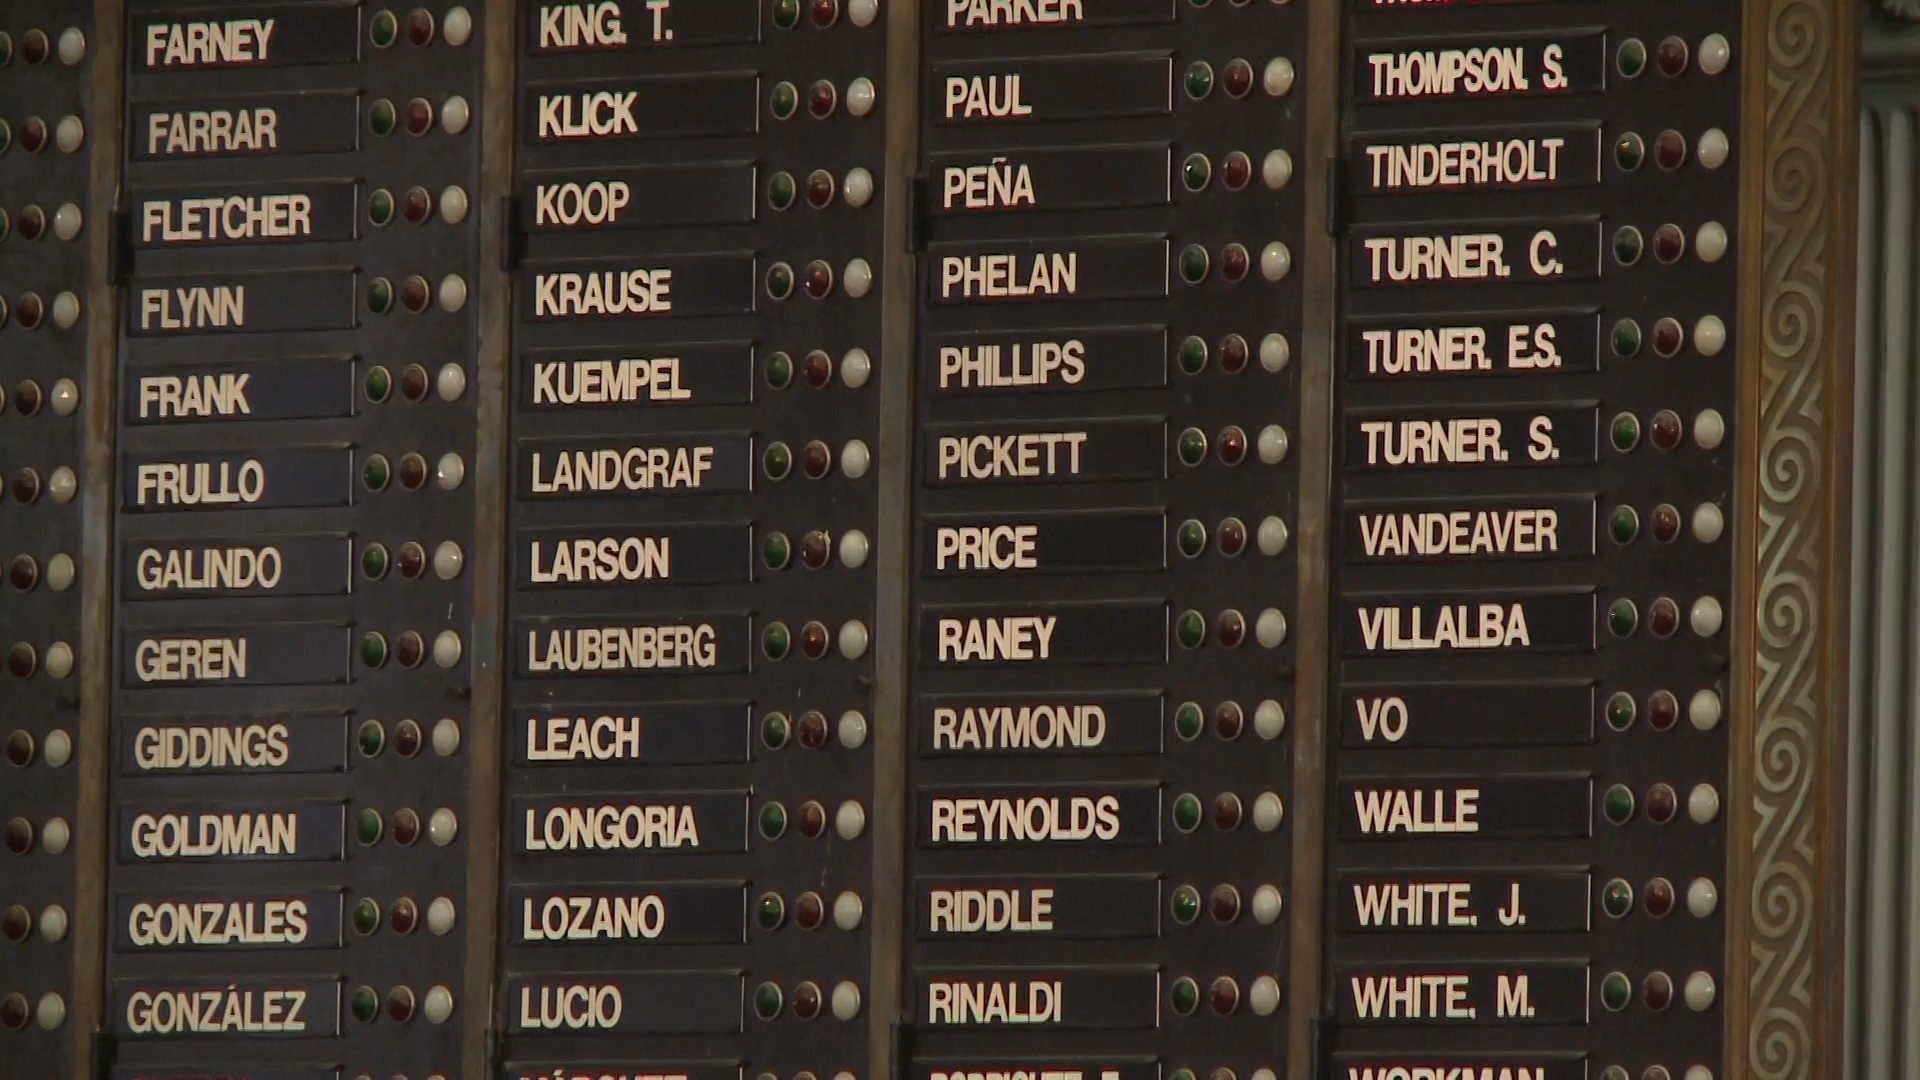 FARNEY
FARRAR
FLETCHER
FLYNN
FRANK
FRULLO
GALINDO
GEREN
GIDDINGS
GOLDMAN
GONZALES
GONZÁLEZ
KING, T.
KLICK
KOOP
KRAUSE
KUEMPEL
LANDGRAF
LARSON
LAUBENBERG
LEACH
LONGORIA
LOZANO
LUCIO
PARKER
PAUL
PEÑA
PHELAN
PHILLIPS
PICKETT
PRICE
RANEY
RAYMOND
REYNOLDS
RIDDLE
RINALDI
THOMPSON, S.
TINDERHOLT
TURNER, C.
TURNER, E.S.
TURNER, S.
VANDEAVER
VILLALBA
VO
WALLE
WHITE, J.
WHITE, M.
WORKMAN